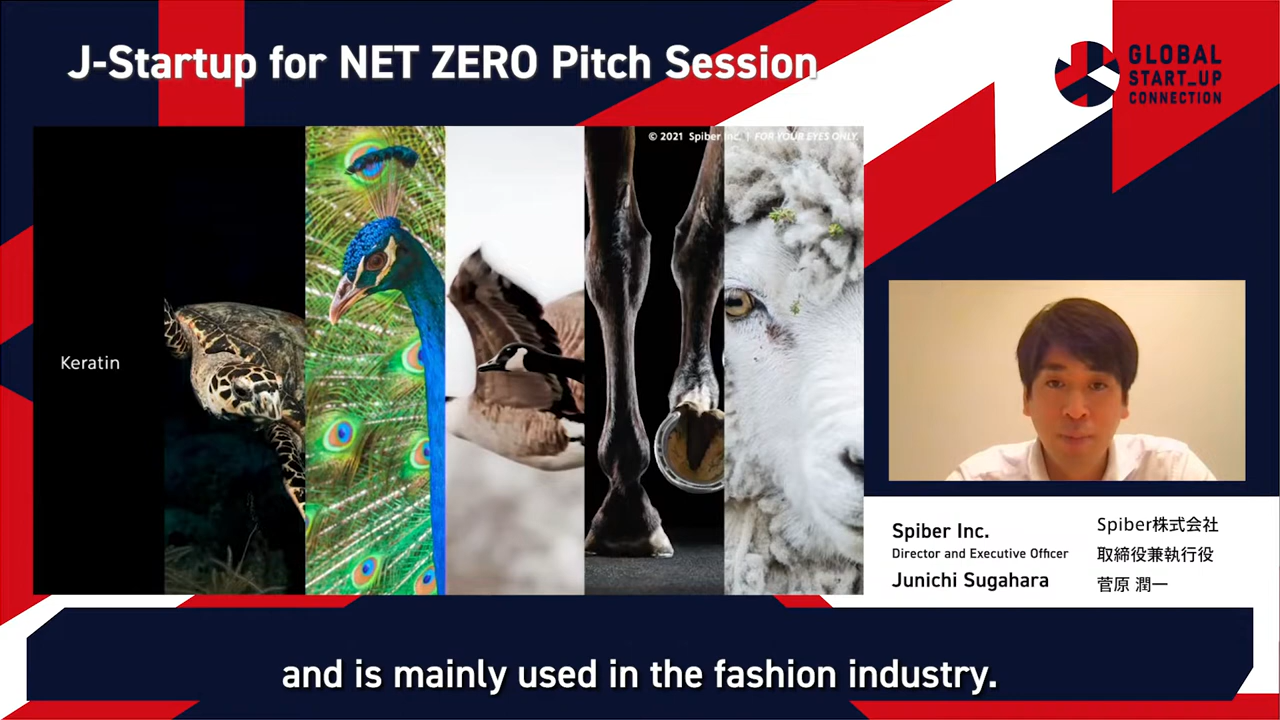 J-Startup for NET ZERO Pitch Session
GLOBAL
START_UP
CONNECTION
© 2021 Spiber Inc. | FOR YOUR EYES ONLY.
Keratin
Spiber Inc.
Director and Executive Officer
Junichi Sugahara
Spiber株式会社
取締役兼執行役
菅原 潤一
and is mainly used in the fashion industry.